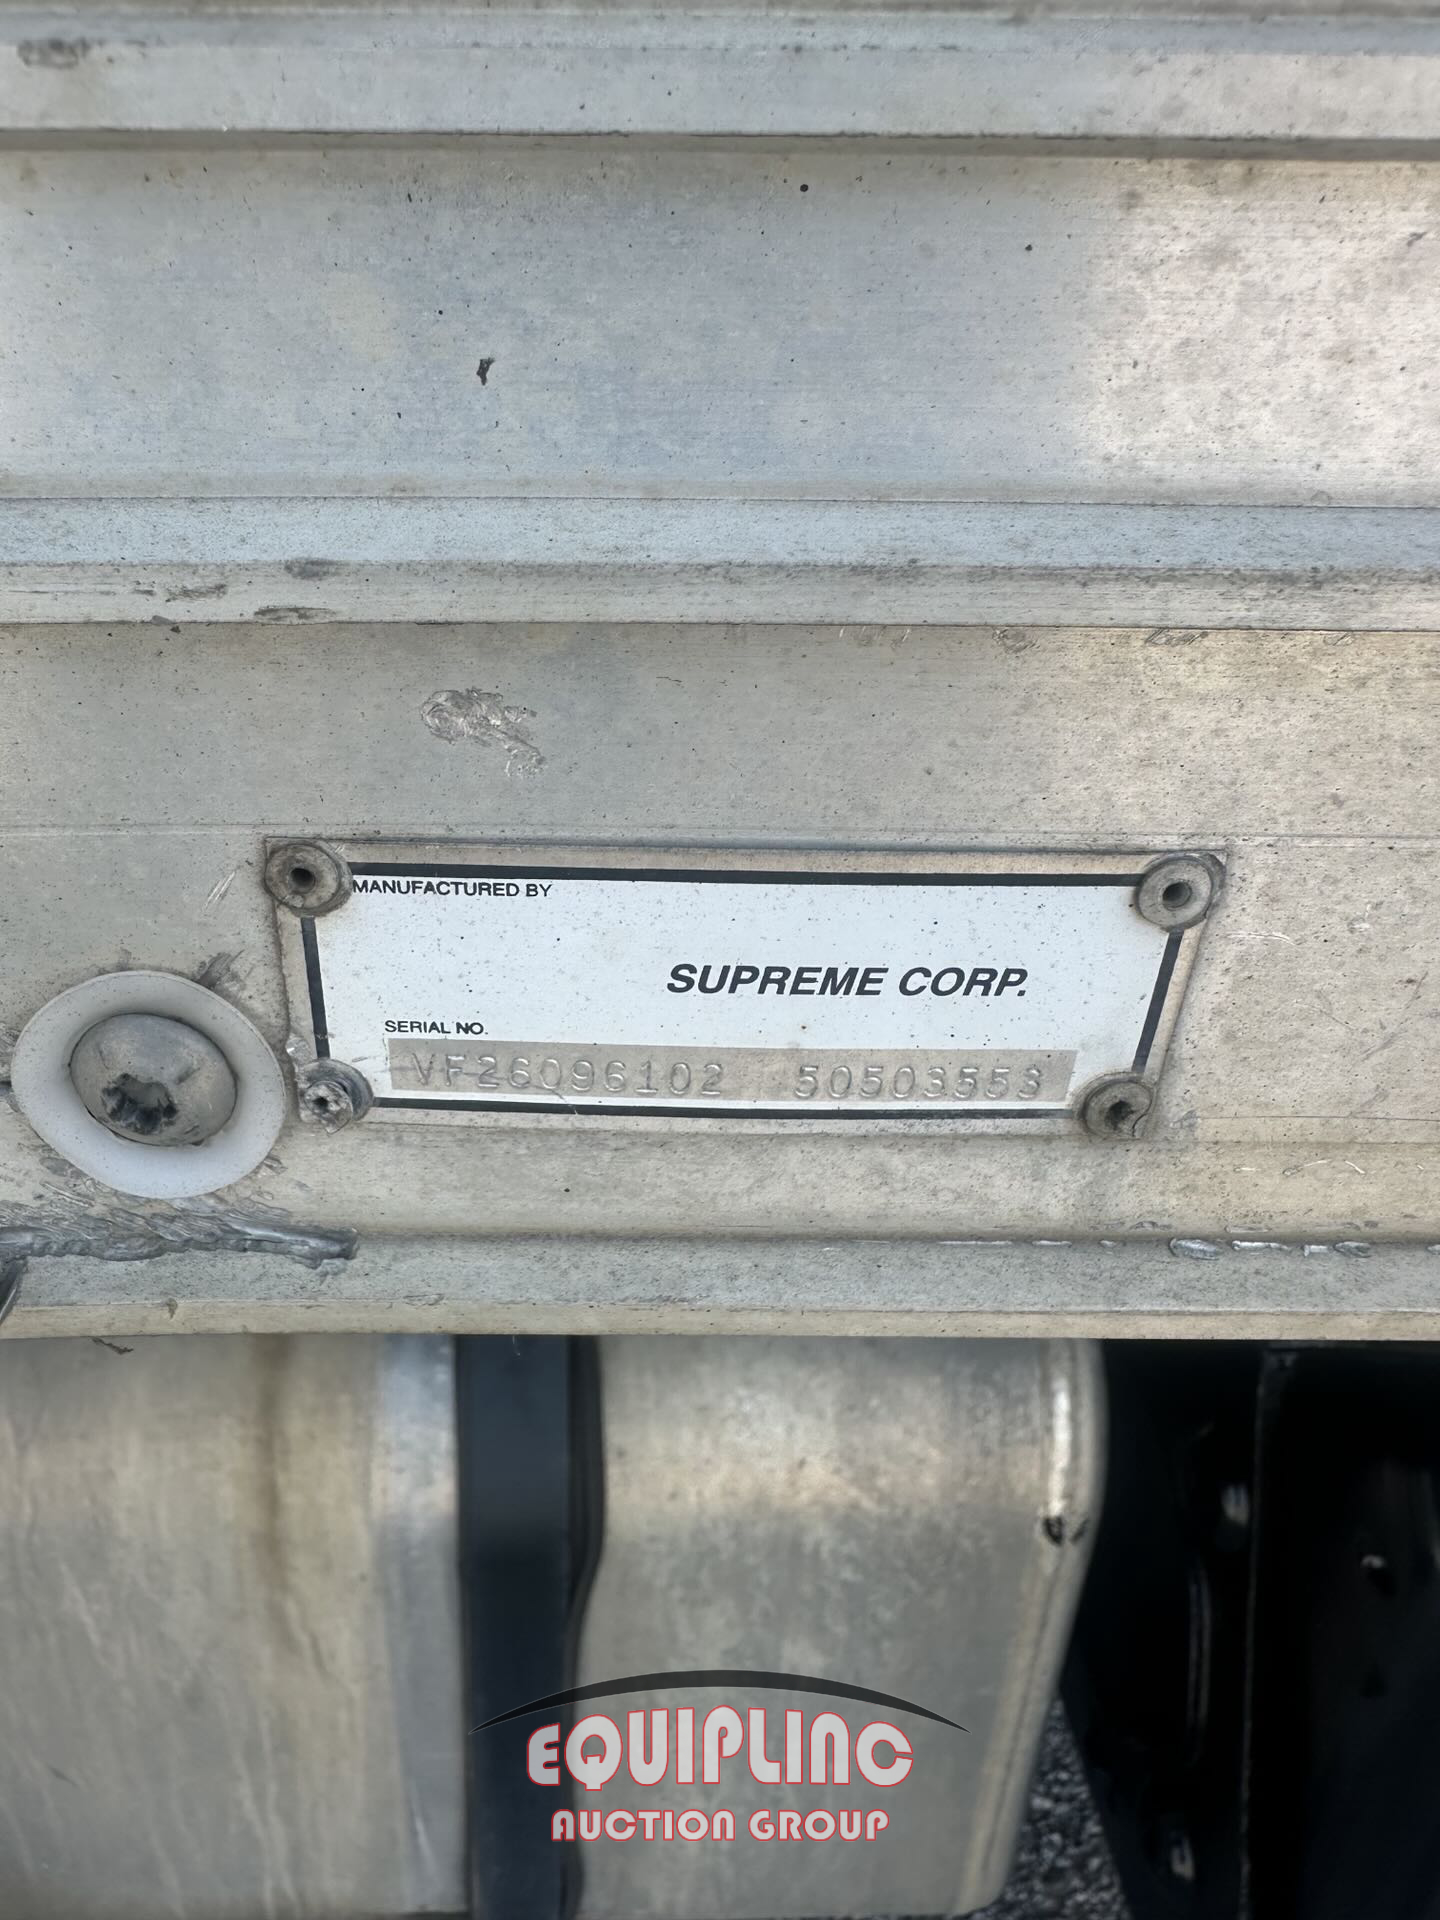 MANUFACTURED BY
SUPREME CORP.
SERIAL NO.
VF26096102 50503553
EQUIPLINC
AUCTION GROUP